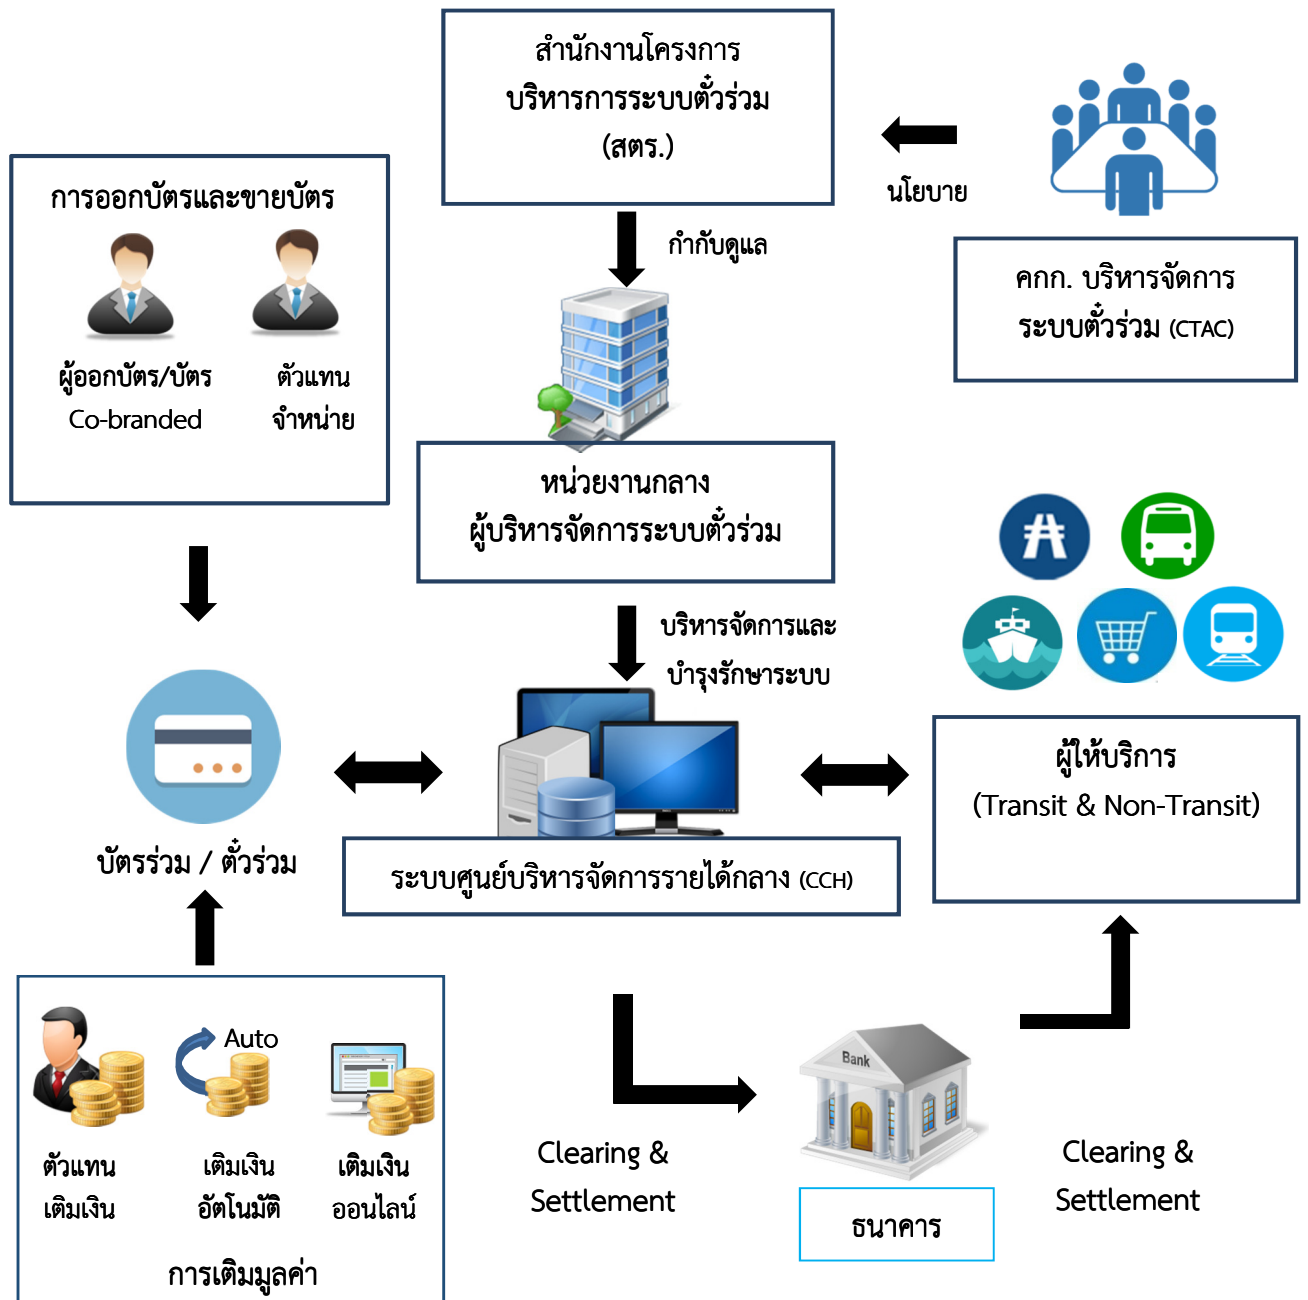 สำนักงานโครงการ
บริหารการระบบตั๋วร่วม
(สตร.)
นโยบาย
คกก. บริหารจัดการ
ระบบตั๋วร่วม (CTAC)
การออกบัตรและขายบัตร
ผู้ออกบัตร/บัตร
Co-branded
ตัวแทน
จำหน่าย
กำกับดูแล
หน่วยงานกลาง
ผู้บริหารจัดการระบบตั๋วร่วม
บริหารจัดการและ
บำรุงรักษาระบบ
บัตรร่วม / ตั๋วร่วม
ระบบศูนย์บริหารจัดการรายได้กลาง (CCH)
ผู้ให้บริการ
(Transit & Non-Transit)
Auto
ตัวแทน
เติมเงิน
เติมเงิน
อัตโนมัติ
เติมเงิน
ออนไลน์
การเติมมูลค่า
Clearing &
Settlement
Bank
ธนาคาร
Clearing &
Settlement